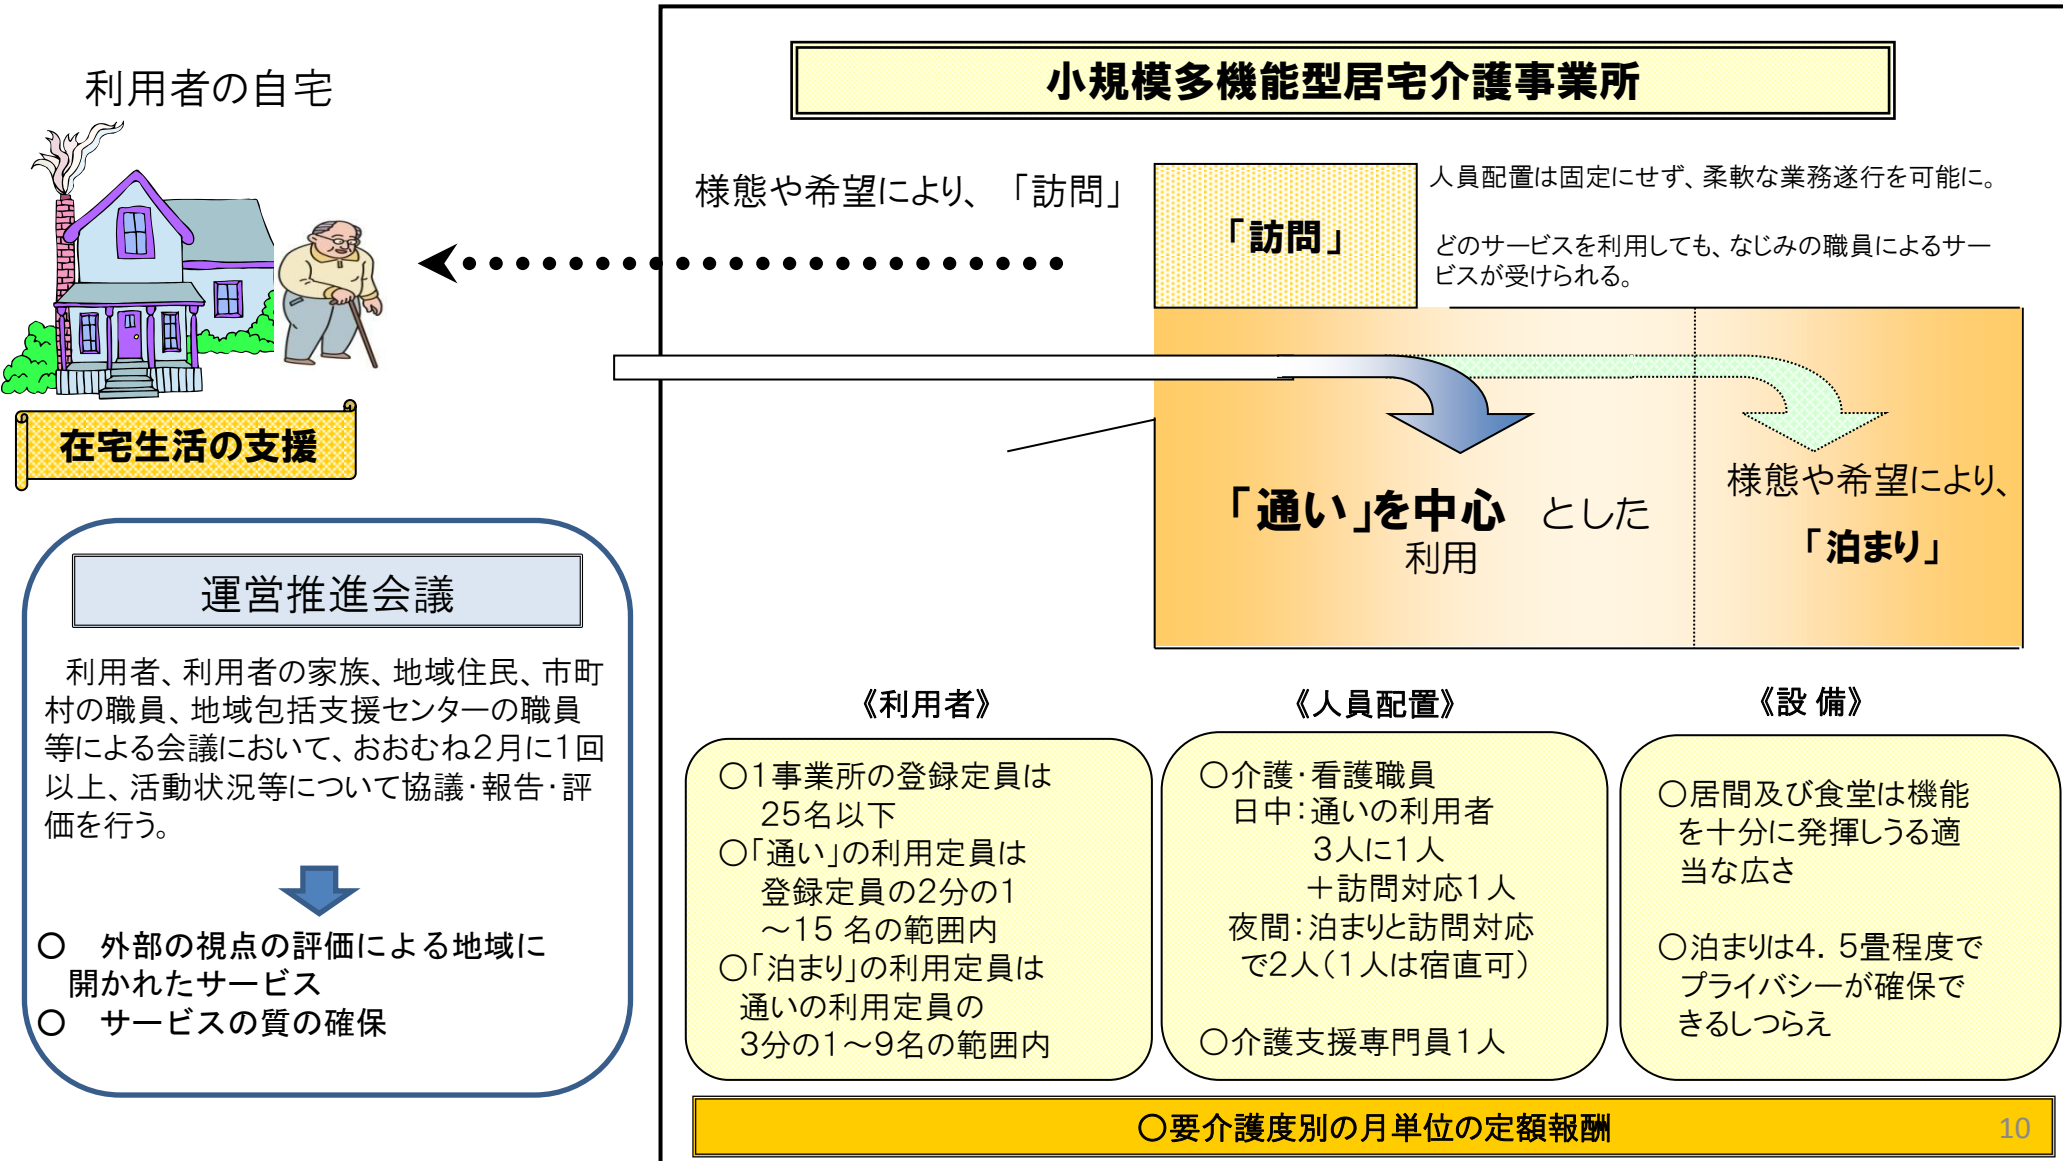 利用者の自宅
在宅生活の支援
運営推進会議
利用者、利用者の家族、地域住民、市町
村の職員、地域包括支援センターの職員
等による会議において、おおむね2月に1回
以上、活動状況等について協議・報告・評
価を行う。
○　外部の視点の評価による地域に
開かれたサービス
○　サービスの質の確保
小規模多機能型居宅介護事業所
様態や希望により、「訪問」
「訪問」
人員配置は固定にせず、柔軟な業務遂行を可能に。
どのサービスを利用しても、なじみの職員によるサー
ビスが受けられる。
「通い」を中心　とした
利用
様態や希望により、
「泊まり」
《利用者》
○1事業所の登録定員は
25名以下
○「通い」の利用定員は
登録定員の2分の1
～15 名の範囲内
○「泊まり」の利用定員は
通いの利用定員の
3分の1～9名の範囲内
《人員配置》
○介護・看護職員
日中：通いの利用者
3人に1人
＋訪問対応1人
夜間：泊まりと訪問対応
で2人（1人は宿直可）
○介護支援専門員1人
《設 備》
○居間及び食堂は機能
を十分に発揮しうる適
当な広さ
○泊まりは4．5畳程度で
プライバシーが確保で
きるしつらえ
○要介護度別の月単位の定額報酬
10